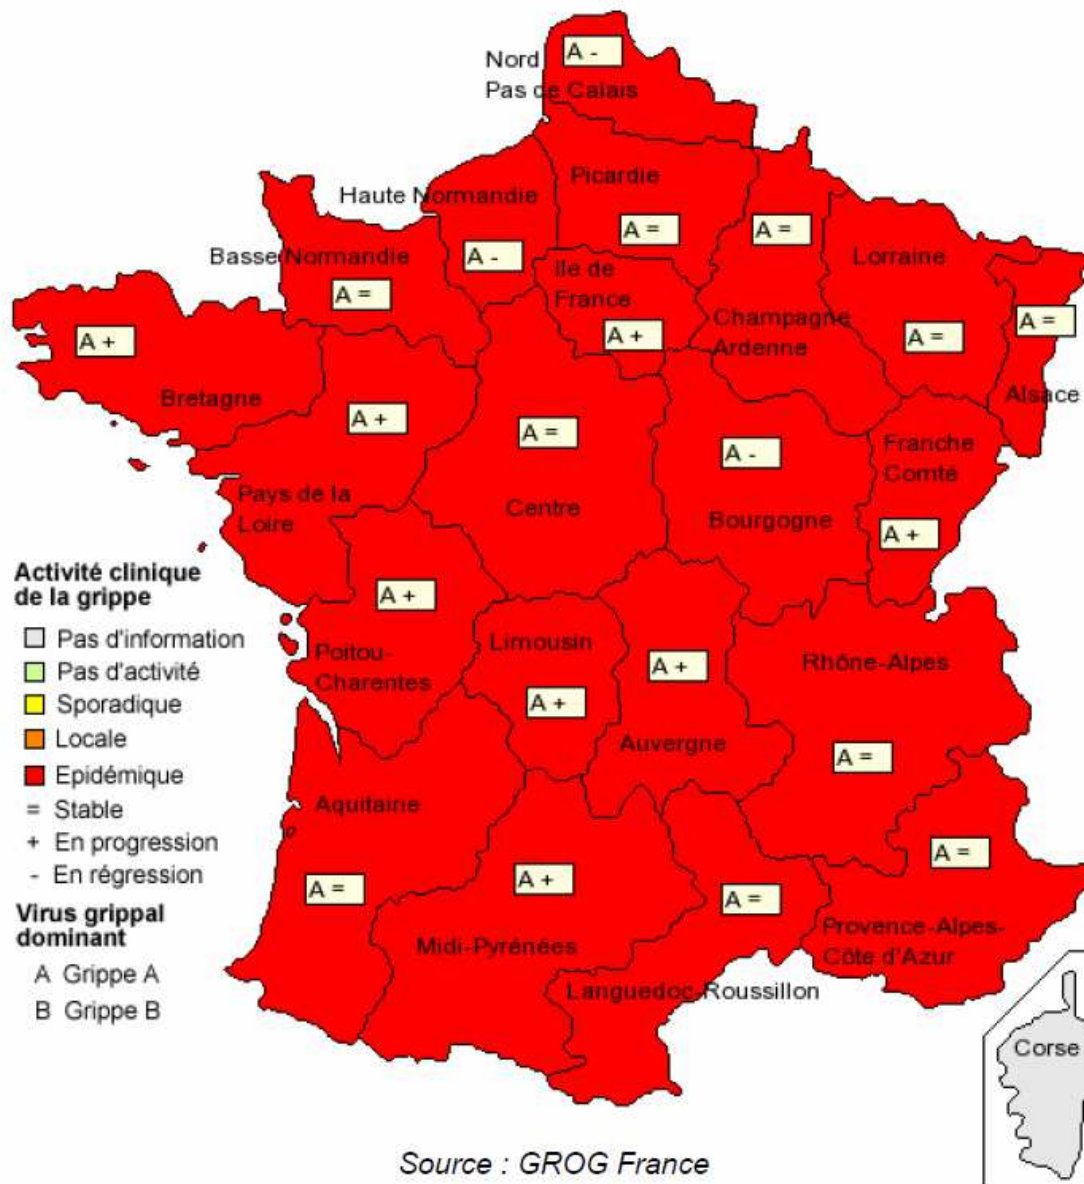 A -
Nord
Pas de Calais
Picardie
Haute Normandie
A =
A =
Basse Normandie
A -
Ile de
France
Lorraine
A =
A +
A +
Champagne
Ardenne
A =
A =
Bretagne
Alsace
A +
A =
A -
Franche
Comté
Pays de la
Loire
Centre
Bourgogne
A +
Activité clinique
de la grippe
Pas d'information
Pas d'activité
Sporadique
Locale
Epidémique
= Stable
+ En progression
- En régression
Virus grippal
dominant
A Grippe A
B Grippe B
A +
Poitou-
Charentes
Limousin
A +
A +
Auvergne
Rhône-Alpes
A =
Aquitaine
A =
A +
Midi-Pyrénées
A =
Languedoc-Roussillon
A =
Provence-Alpes-
Côte d'Azur
Corse
Source : GROG France